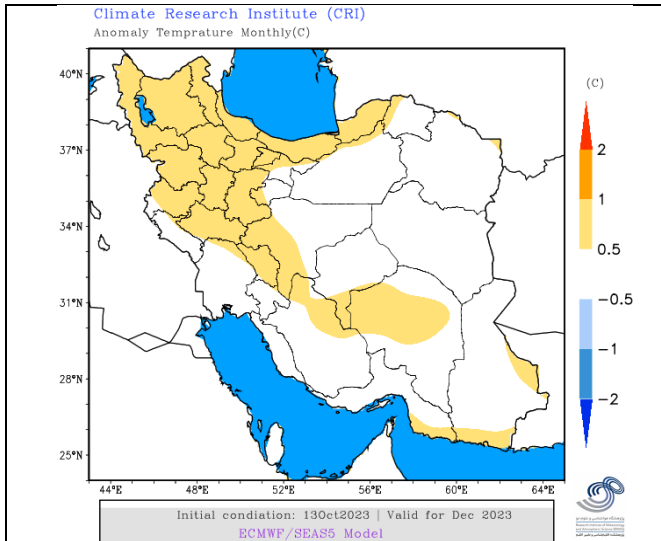 Climate Research Institute (CRI)
Anomaly Temprature Monthly(C)
40°N
37°N
34°N
31°N
28°N
25°N
44°E 48°E 52°E 56°E 60°E 64°E
(C)
2
1
0.5
−0.5
−1
−2
Initial condiation: 130ct2023 | Valid for Dec 2023
ECMWF/SEAS5 Model